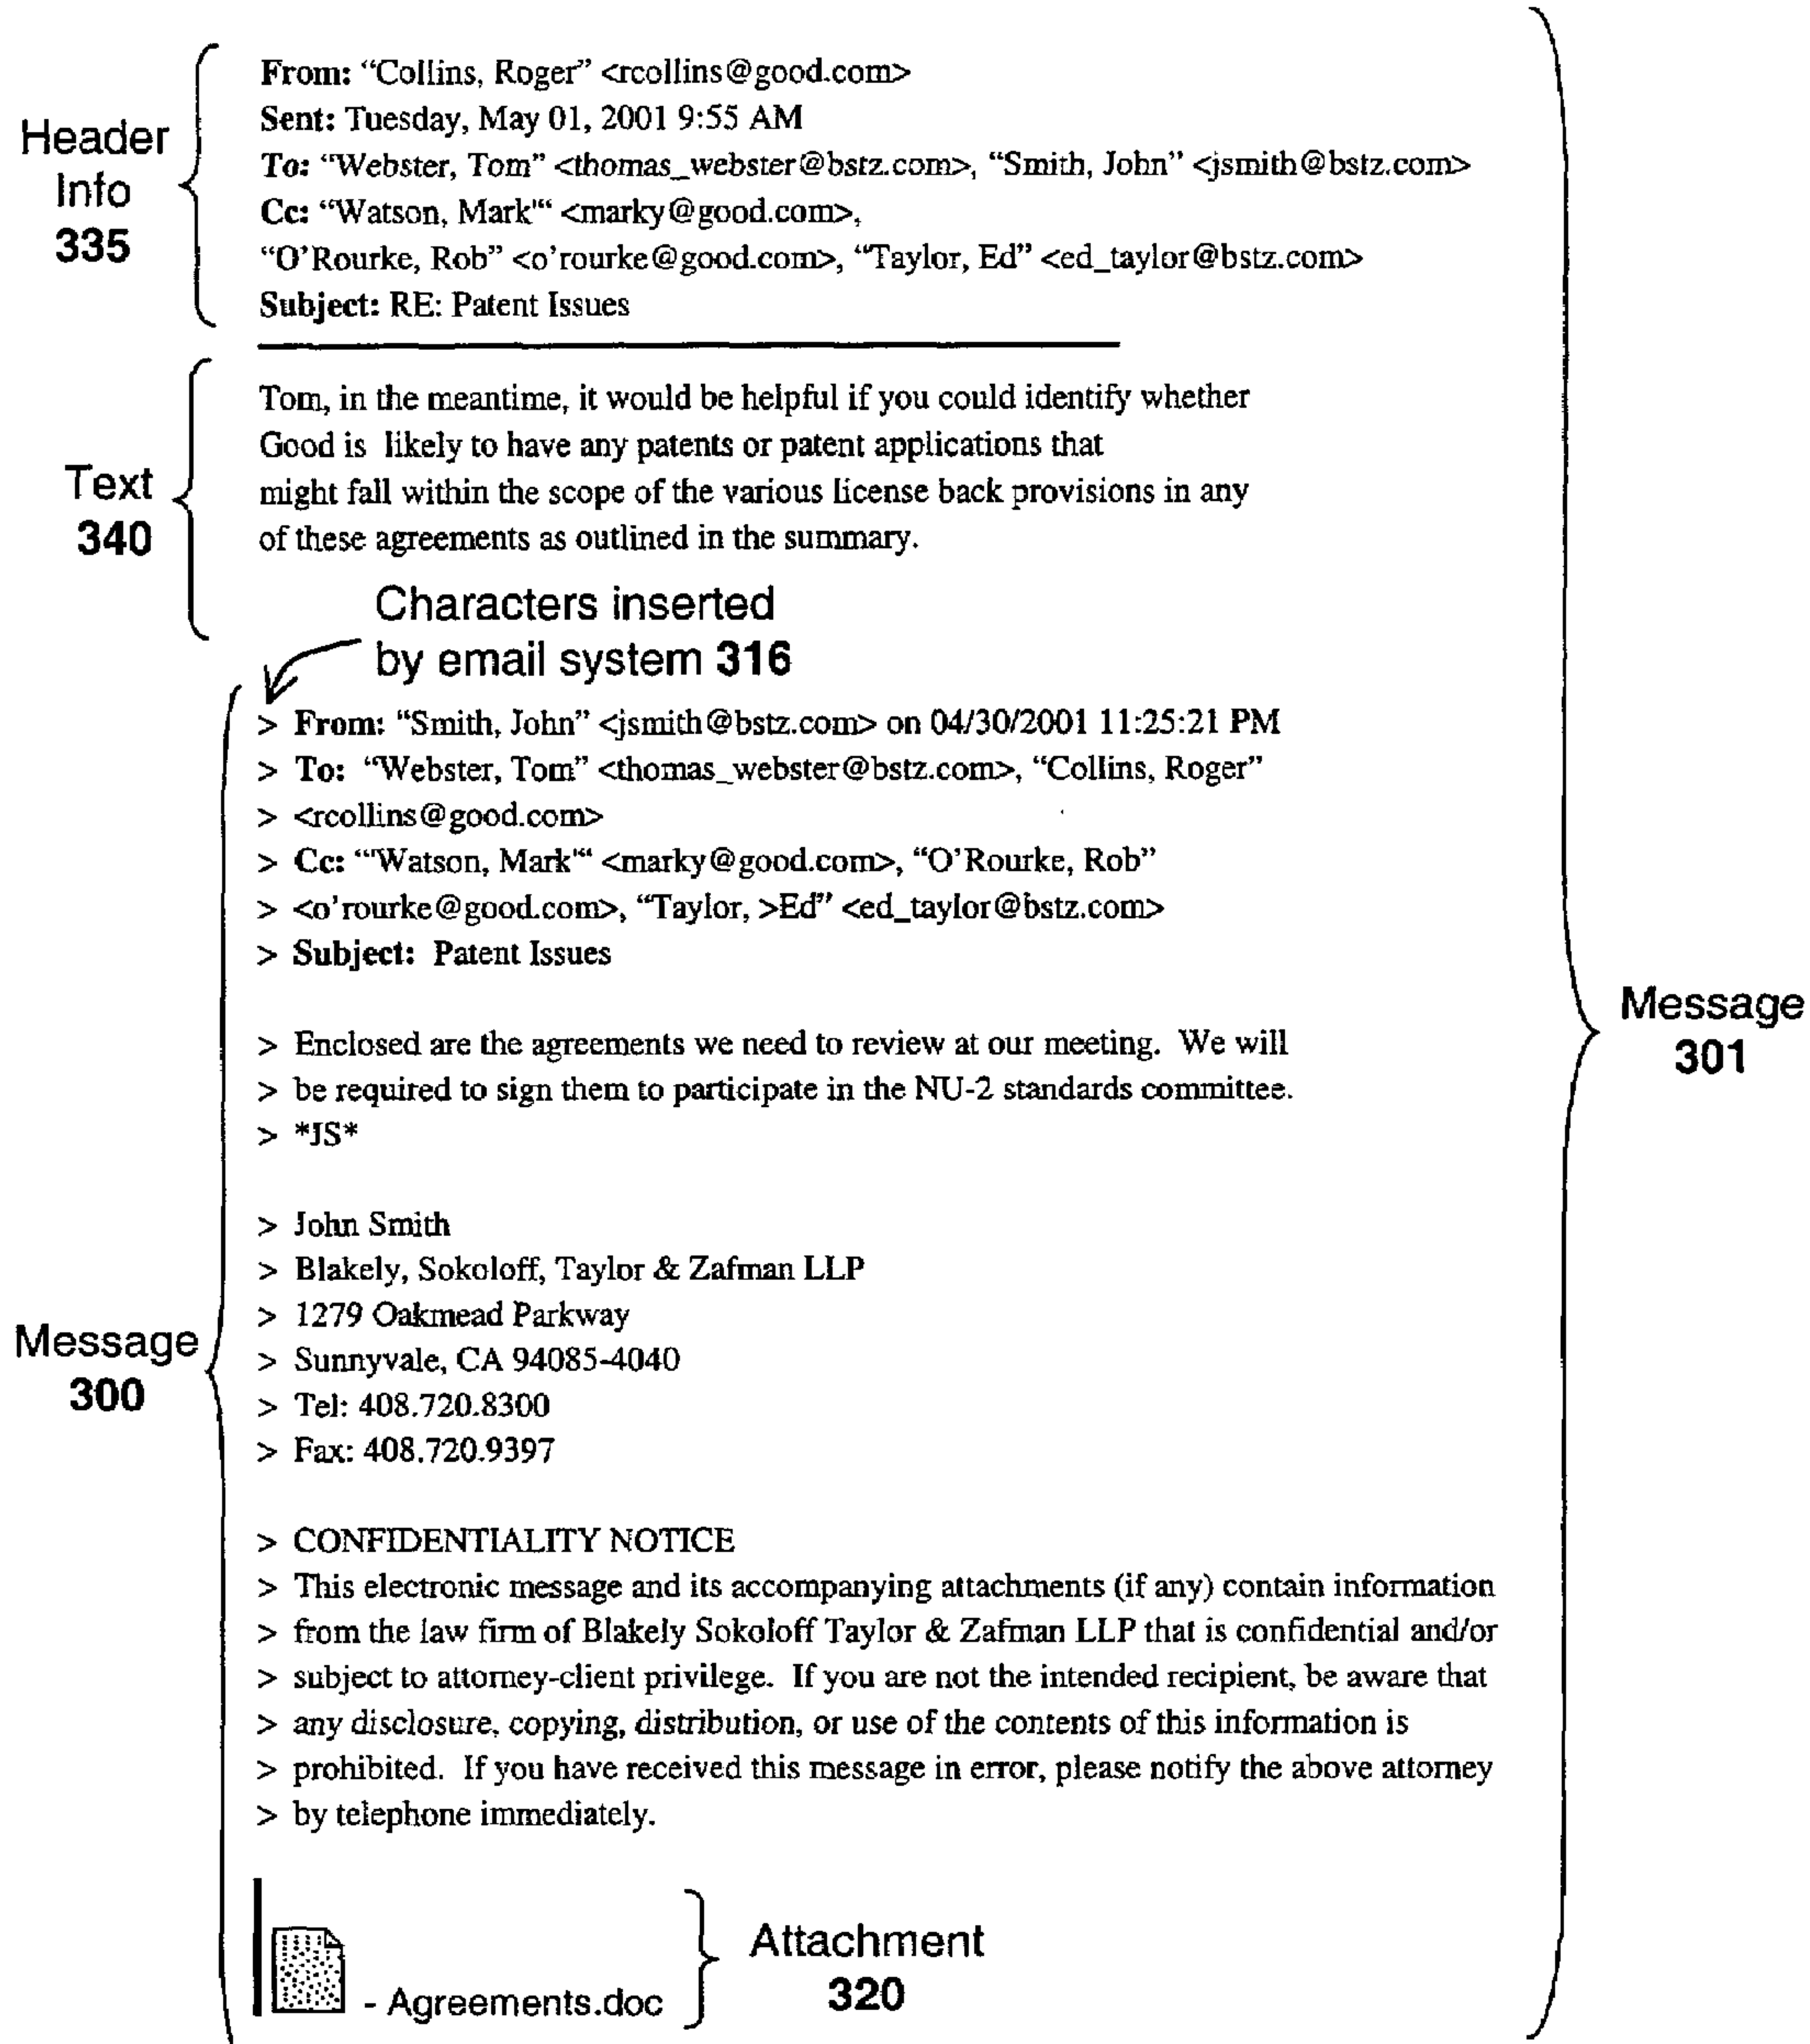 From: “Collins, Roger” <rcollins@good.com>
Sent: Tuesday, May 01, 2001 9:55 AM
To: “Webster, Tom” <thomas_webster@bstz.com>, “Smith, John” <jsmith@bstz.com>
Cc: “Watson, Mark'“ <marky@good.com>,
“O’Rourke, Rob” <o’rourke@good.com>, “Taylor, Ed” <ed_taylor@bstz.com>
Subject: RE: Patent Issues
Header
Info
335
Tom, in the meantime, it would be helpful if you could identify whether
Good is likely to have any patents or patent applications that
might fall within the scope of the various license back provisions in any
of these agreements as outlined in the summary.
Text
340
Characters inserted
by email system 316
> From: “Smith, John” <jsmith@bstz.com> on 04/30/2001 11:25:21 PM
> To: “Webster, Tom” <thomas_webster@bstz.com>, “Collins, Roger”
> <rcollins@good.com>
> Cc: “'Watson, Mark'“ <marky@good.com>, “O’Rourke, Rob”
> <o’rourke@good.com>, “Taylor, >Ed” <ed_taylor@bstz.com>
> Subject: Patent Issues
> Enclosed are the agreements we need to review at our meeting. We will
> be required to sign them to participate in the NU-2 standards committee.
> *JS*
> John Smith
> Blakely, Sokoloff, Taylor & Zafman LLP
> 1279 Oakmead Parkway
> Sunnyvale, CA 94085-4040
> Tel: 408.720.8300
> Fax: 408.720.9397
> CONFIDENTIALITY NOTICE
> This electronic message and its accompanying attachments (if any) contain information
> from the law firm of Blakely Sokoloff Taylor & Zafman LLP that is confidential and/or
> subject to attorney-client privilege. If you are not the intended recipient, be aware that
> any disclosure, copying, distribution, or use of the contents of this information is
> prohibited. If you have received this message in error, please notify the above attorney
> by telephone immediately.
- Agreements.doc
Attachment
320
Message
300
Message
301